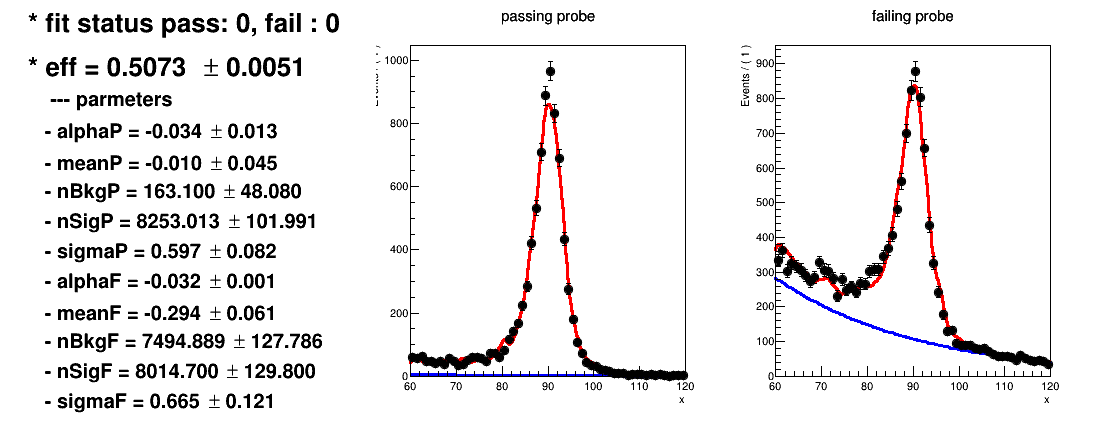 * fit status pass: 0, fail : 0
* eff = 0.5073 ± 0.0051
--- parmeters
- alphaP = -0.034 ± 0.013
- meanP = -0.010 ± 0.045
- nBkgP = 163.100 ± 48.080
- nSigP = 8253.013 ± 101.991
- sigmaP = 0.597 ± 0.082
- alphaF = -0.032 ± 0.001
- meanF = -0.294 ± 0.061
- nBkgF = 7494.889 ± 127.786
- nSigF = 8014.700 ± 129.800
- sigmaF = 0.665 ± 0.121
passing probe
1000
800
600
400
200
0
60 70 80 90 100 110 120
x
failing probe
Events / ( 1 )
900
800
700
600
500
400
300
200
100
0
60 70 80 90 100 110 120
x